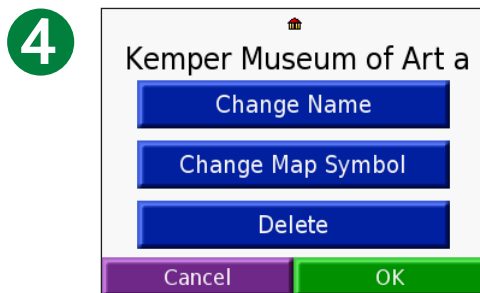 4
Kemper Museum of Art a
Change Name
Change Map Symbol
Delete
Cancel OK